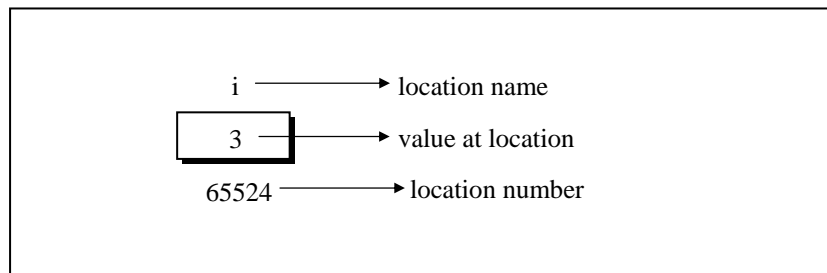 i location name
3 value at location
65524 location number